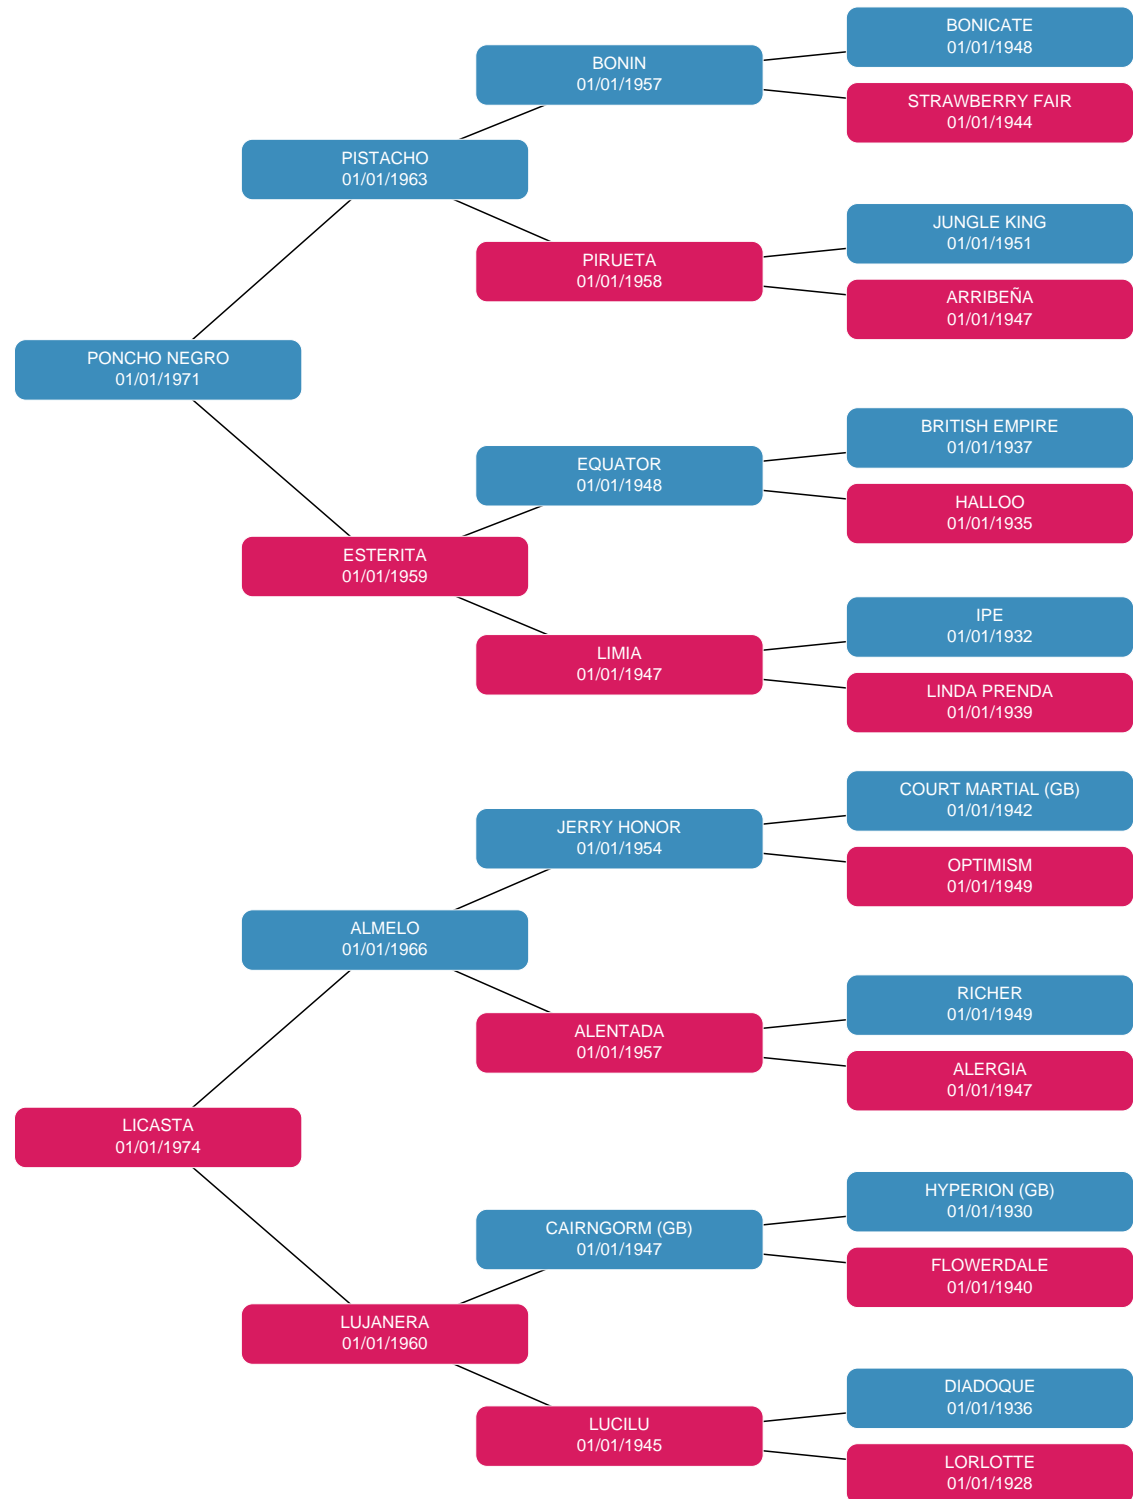 BONICATE
01/01/1948
BONIN
01/01/1957
STRAWBERRY FAIR
01/01/1944
PISTACHO
01/01/1963
JUNGLE KING
01/01/1951
PIRUETA
01/01/1958
ARRIBEÑA
01/01/1947
PONCHO NEGRO
01/01/1971
BRITISH EMPIRE
01/01/1937
EQUATOR
01/01/1948
HALLOO
01/01/1935
ESTERITA
01/01/1959
IPE
01/01/1932
LIMIA
01/01/1947
LINDA PRENDA
01/01/1939
COURT MARTIAL (GB)
01/01/1942
JERRY HONOR
01/01/1954
OPTIMISM
01/01/1949
ALMELO
01/01/1966
RICHER
01/01/1949
ALENTADA
01/01/1957
ALERGIA
01/01/1947
LICASTA
01/01/1974
HYPERION (GB)
01/01/1930
CAIRNGORM (GB)
01/01/1947
FLOWERDALE
01/01/1940
LUJANERA
01/01/1960
DIADOQUE
01/01/1936
LUCILU
01/01/1945
LORLOTTE
01/01/1928